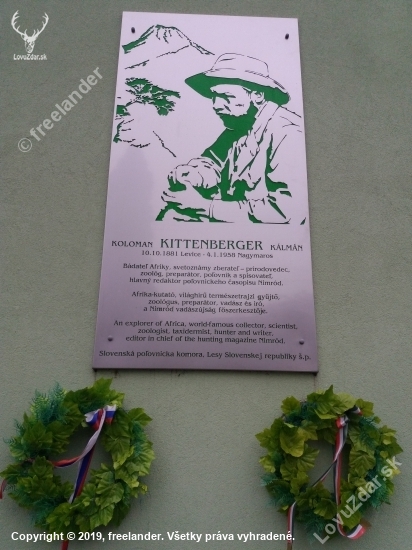 LovuZdar.sk
© freelander
KOLOMAN KITTENBERGER KÁLMÁN
10.10.1881 Levice - 4.1.1958 Nagymaros
Bádateľ Afriky, svetoznámy zberateľ - prírodovedec,
zoológ, preparátor, poľovník a spisovateľ,
hlavný redaktor poľovníckeho časopisu Nimród.
Afrika-kutató, világhírű természetrajzi gyűjtő,
zoológus, preparátor, vadász és író,
a Nimród vadászújság főszerkesztője.
An explorer of Africa, world-famous collector, scientist,
zoologist, taxidermist, hunter and writer,
editor in chief of the hunting magazine Nimród.
Slovenská poľovnícka komora, Lesy Slovenskej republiky š.p.
LovuZdar.sk
Copyright © 2019, freelander. Všetky práva vyhradené.